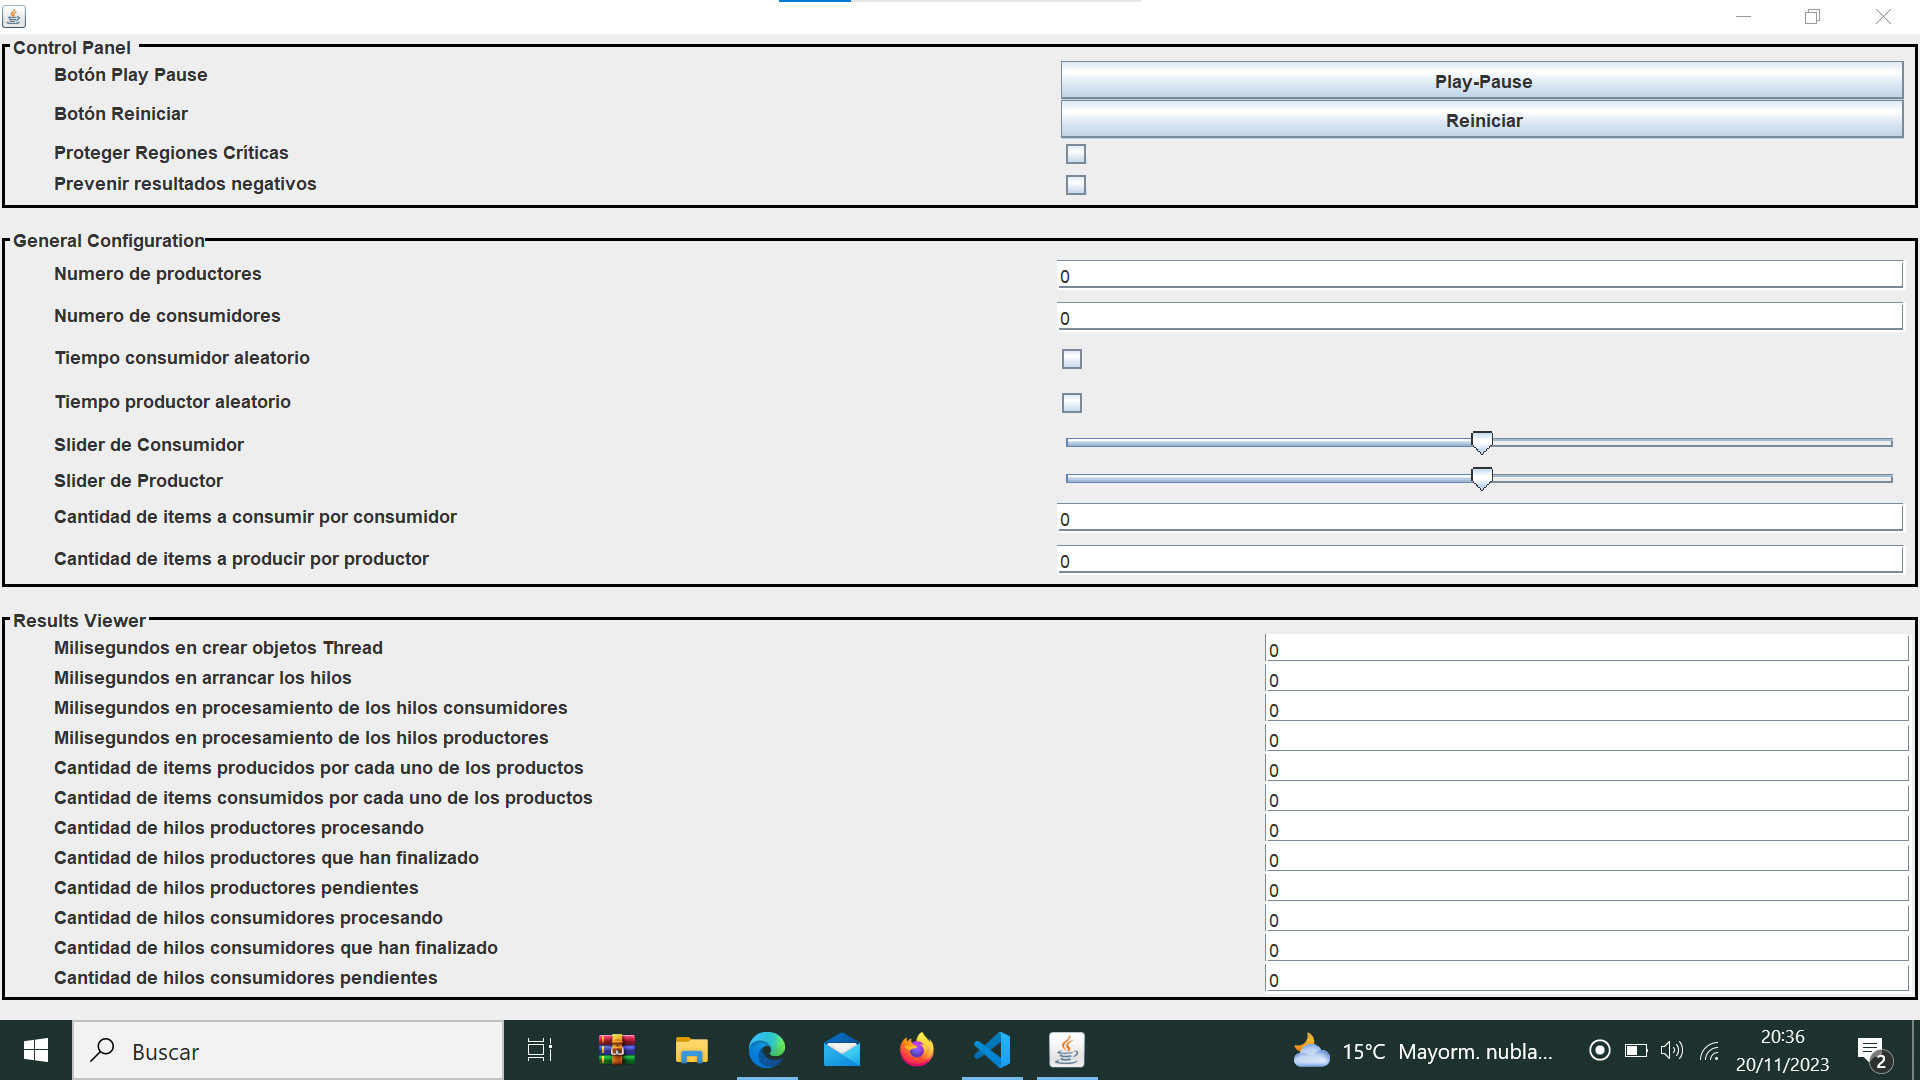 Control Panel
Botón Play Pause
Play-Pause
Botón Reiniciar
Reiniciar
Proteger Regiones Críticas
Prevenir resultados negativos
General Configuration
Numero de productores
0
Numero de consumidores
0
Tiempo consumidor aleatorio
Tiempo productor aleatorio
Slider de Consumidor
Slider de Productor
Cantidad de items a consumir por consumidor
0
Cantidad de items a producir por productor
0
Results Viewer
Milisegundos en crear objetos Thread
0
Milisegundos en arrancar los hilos
0
Milisegundos en procesamiento de los hilos consumidores
0
Milisegundos en procesamiento de los hilos productores
0
Cantidad de items producidos por cada uno de los productos
0
Cantidad de items consumidos por cada uno de los productos
0
Cantidad de hilos productores procesando
0
Cantidad de hilos productores que han finalizado
0
Cantidad de hilos productores pendientes
0
Cantidad de hilos consumidores procesando
0
Cantidad de hilos consumidores que han finalizado
0
Cantidad de hilos consumidores pendientes
0
Buscar
15°C Mayorm. nubla...
20:36
20/11/2023
2